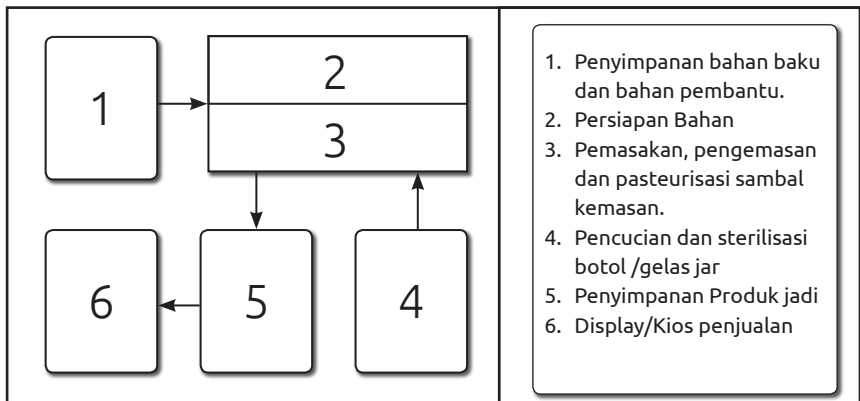 1
2
3
6
5
4
1. Penyimpanan bahan baku
dan bahan pembantu.
2. Persiapan Bahan
3. Pemasakan, pengemasan
dan pasteurisasi sambal
kemasan.
4. Pencucian dan sterilisasi
botol /gelas jar
5. Penyimpanan Produk jadi
6. Display/Kios penjualan